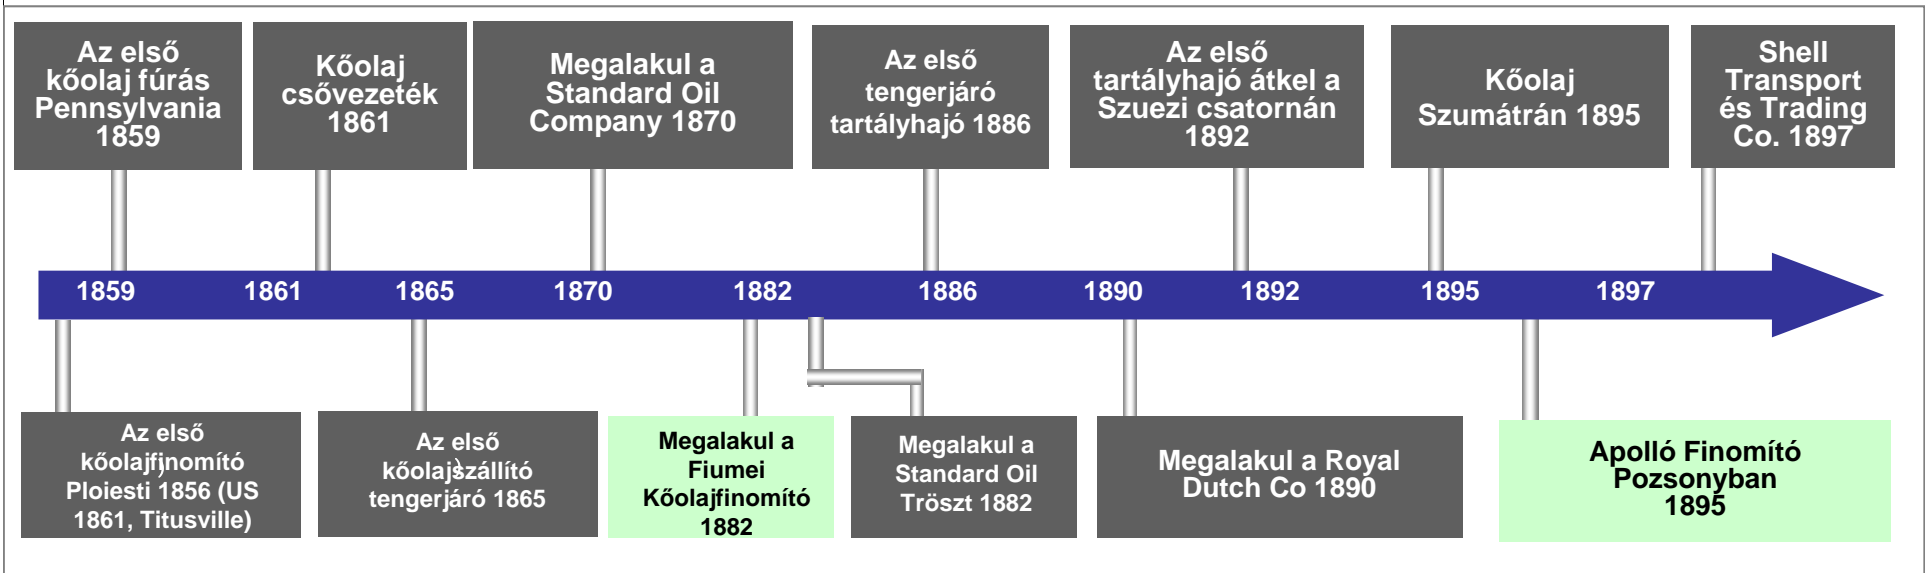 Az első
kőolaj fúrás
Pennsylvania
1859
Kőolaj
csővezeték
1861
Megalakul a
Standard Oil
Company 1870
Az első
tengerjáró
tartályhajó 1886
Az első
tartályhajó átkel a
Szuezi csatornán
1892
Kőolaj
Szumátrán 1895
Shell
Transport
és Trading
Co. 1897
1859 1861 1865 1870 1882 1886 1890 1892 1895 1897
Az első
kőolajfinomító
Ploiesti 1856 (US
1861, Titusville)
Az első
kőolajszállító
tengerjáró 1865
Megalakul a
Fiumei
Kőolajfinomító
1882
Megalakul a
Standard Oil
Tröszt 1882
Megalakul a Royal
Dutch Co 1890
Apolló Finomító
Pozsonyban
1895